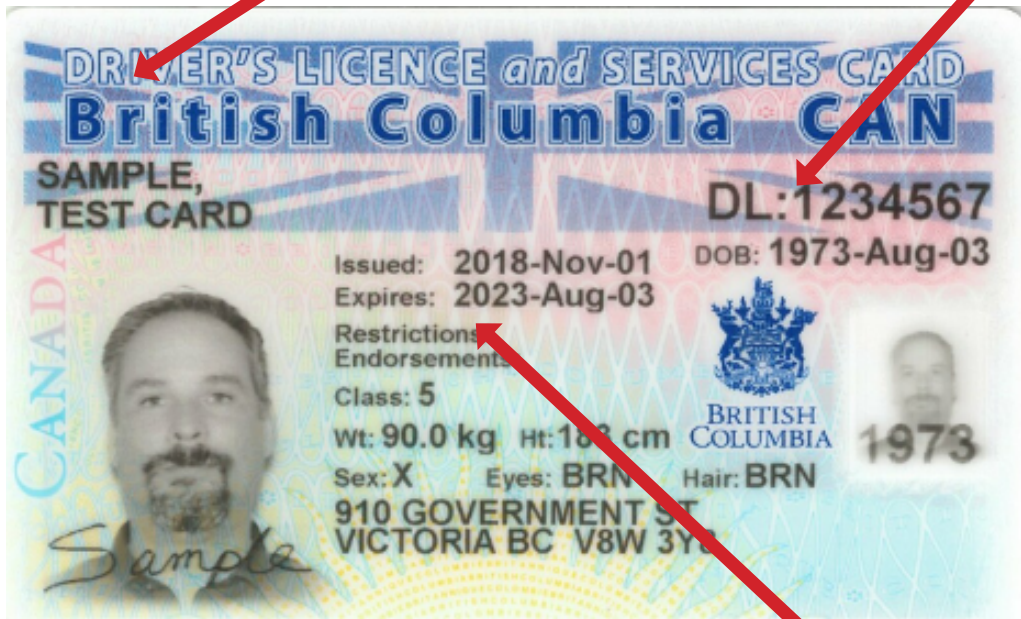 DRIVER'S LICENCE and SERVICES CARD
British Columbia CAN
SAMPLE,
TEST CARD
DL:1234567
DOB: 1973-Aug-03
Issued: 2018-Nov-01
Expires: 2023-Aug-03
Restrictions
Endorsements
Class: 5
Wt: 90.0 kg Ht: 183 cm
Sex: X Eyes: BRN Hair: BRN
910 GOVERNMENT ST
VICTORIA BC V8W 3Y8
CANADA
BRITISH
COLUMBIA
1973
Sample